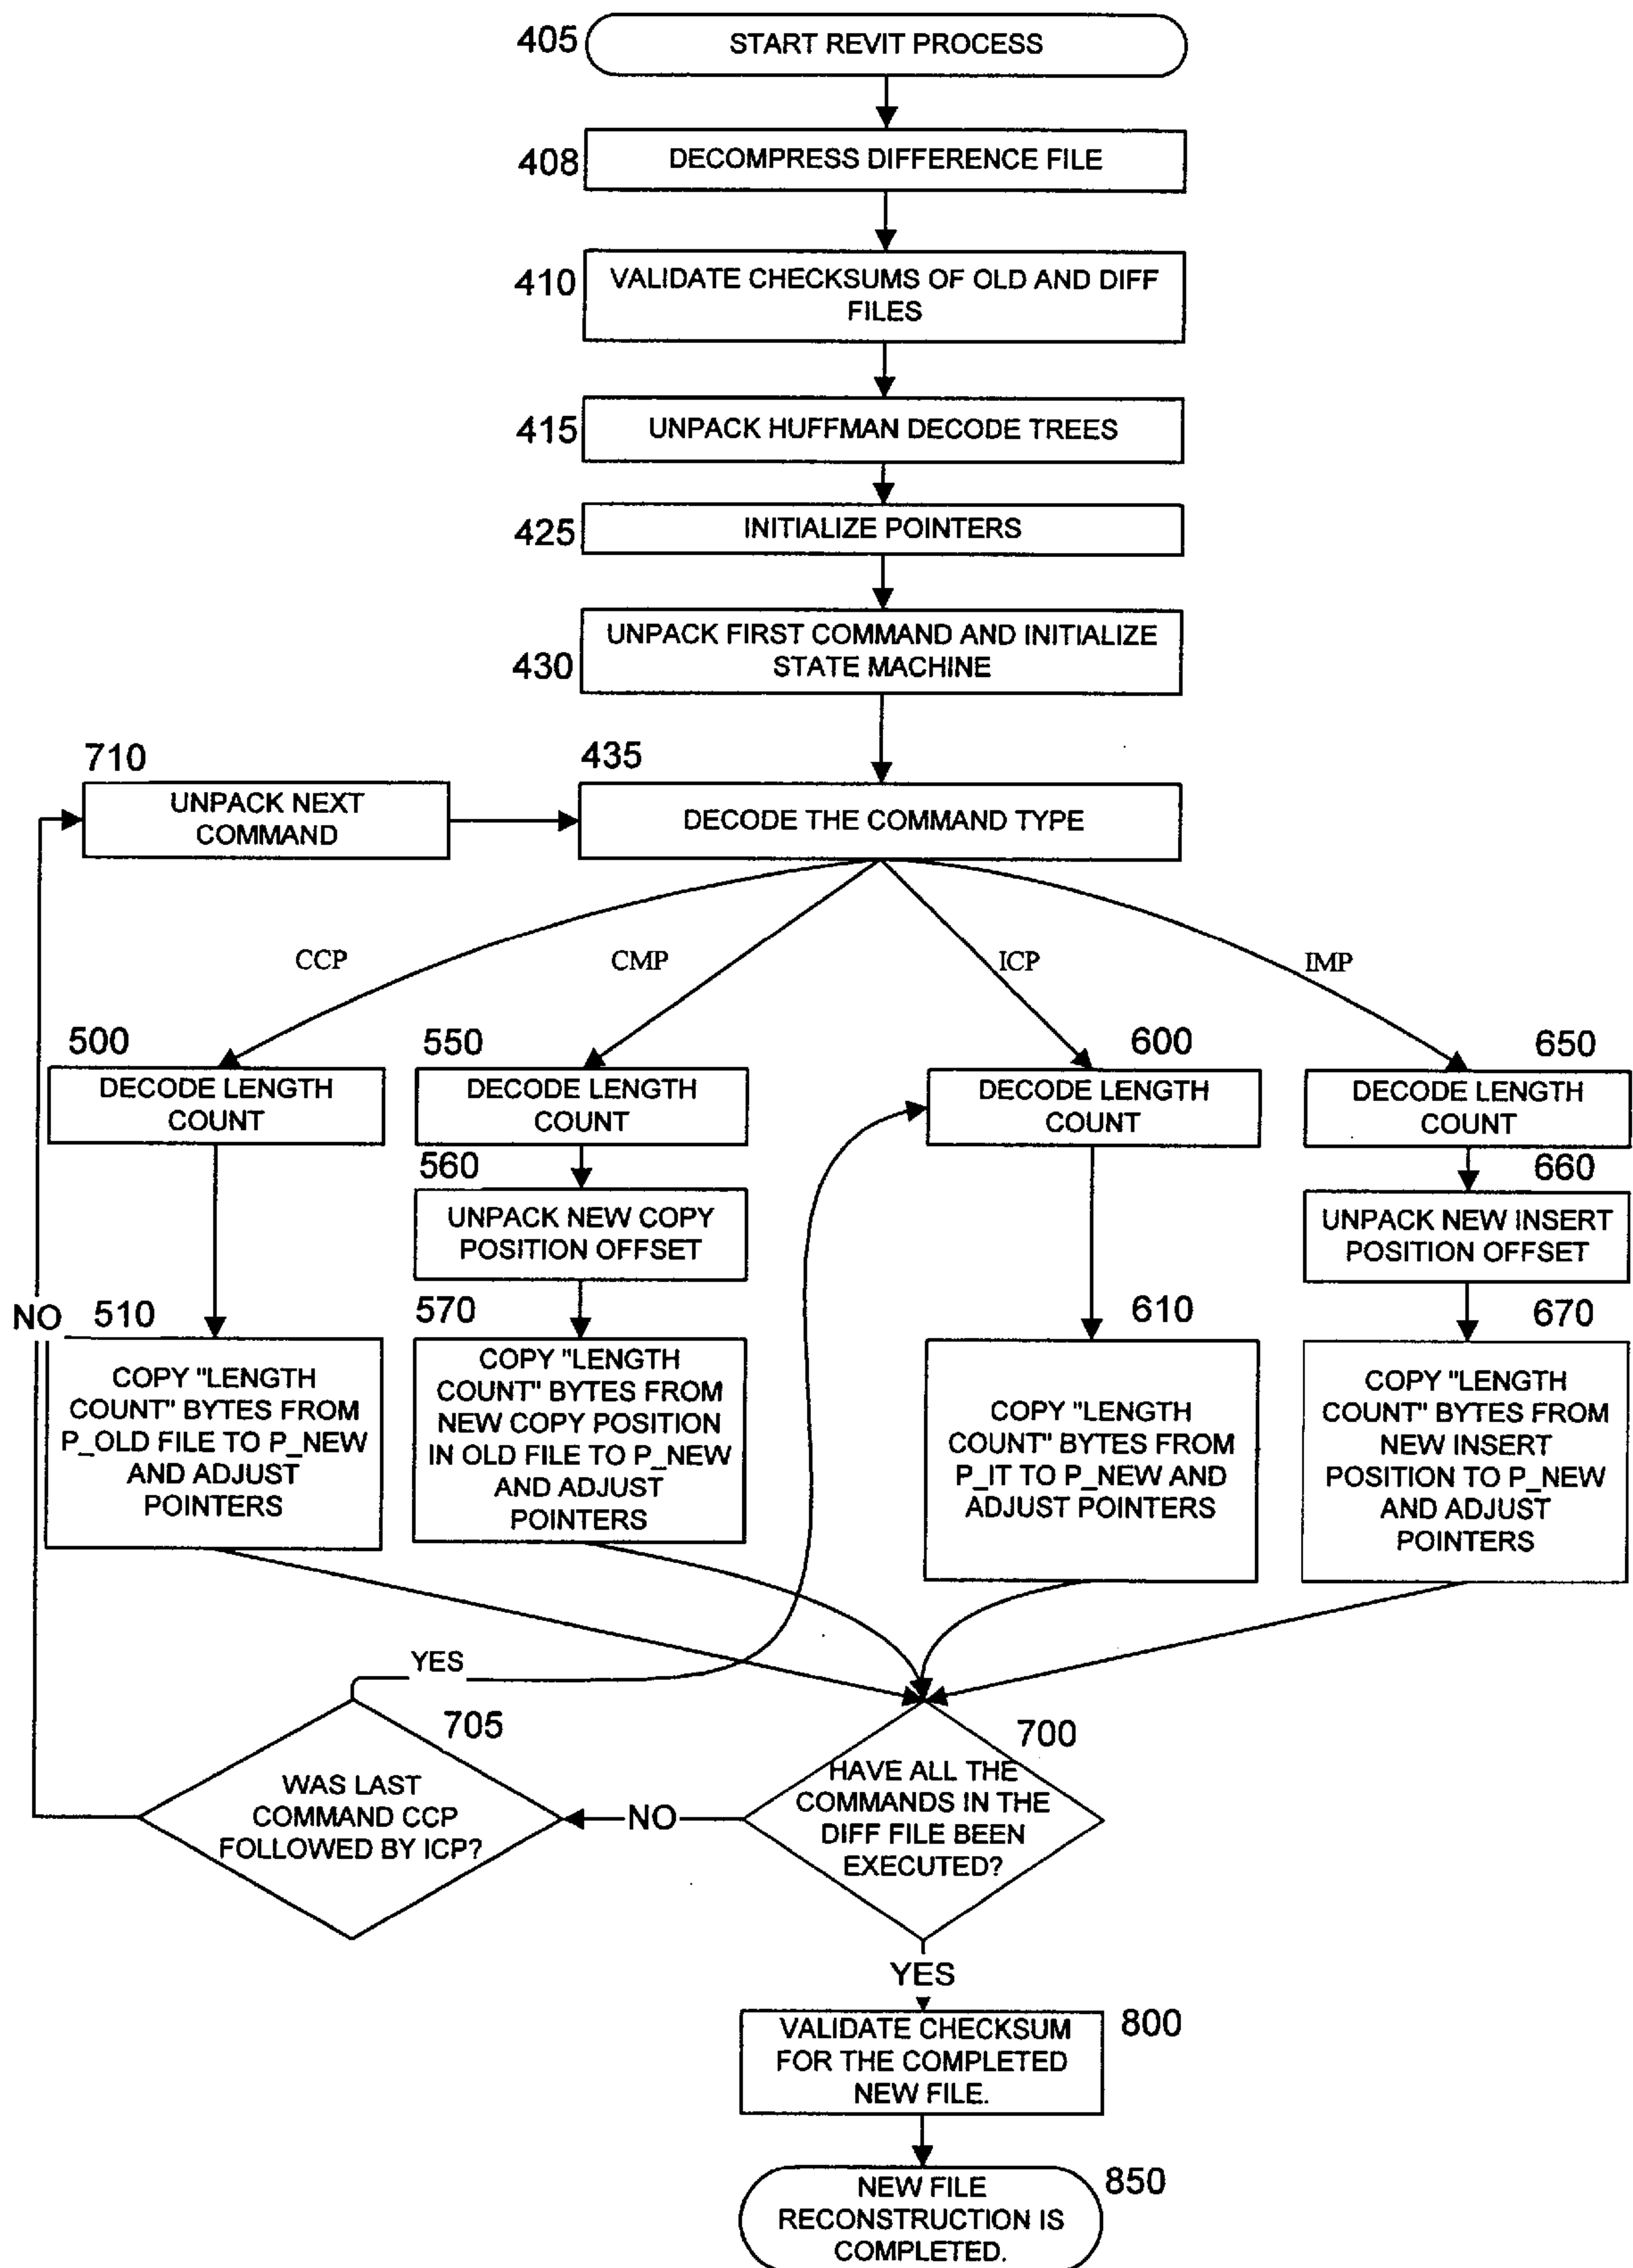 405
START REVIT PROCESS
408
DECOMPRESS DIFFERENCE FILE
410
VALIDATE CHECKSUMS OF OLD AND DIFF
FILES
415
UNPACK HUFFMAN DECODE TREES
425
INITIALIZE POINTERS
430
UNPACK FIRST COMMAND AND INITIALIZE
STATE MACHINE
710
UNPACK NEXT
COMMAND
435
DECODE THE COMMAND TYPE
CCP
CMP
ICP
IMP
500
DECODE LENGTH
COUNT
550
DECODE LENGTH
COUNT
600
DECODE LENGTH
COUNT
650
DECODE LENGTH
COUNT
560
UNPACK NEW COPY
POSITION OFFSET
660
UNPACK NEW INSERT
POSITION OFFSET
NO
510
COPY "LENGTH
COUNT" BYTES FROM
P_OLD FILE TO P_NEW
AND ADJUST
POINTERS
570
COPY "LENGTH
COUNT" BYTES FROM
NEW COPY POSITION
IN OLD FILE TO P_NEW
AND ADJUST
POINTERS
610
COPY "LENGTH
COUNT" BYTES FROM
P_IT TO P_NEW AND
ADJUST POINTERS
670
COPY "LENGTH
COUNT" BYTES FROM
NEW INSERT
POSITION TO P_NEW
AND ADJUST
POINTERS
YES
705
WAS LAST
COMMAND CCP
FOLLOWED BY ICP?
NO
700
HAVE ALL THE
COMMANDS IN THE
DIFF FILE BEEN
EXECUTED?
YES
800
VALIDATE CHECKSUM
FOR THE COMPLETED
NEW FILE.
850
NEW FILE
RECONSTRUCTION IS
COMPLETED.